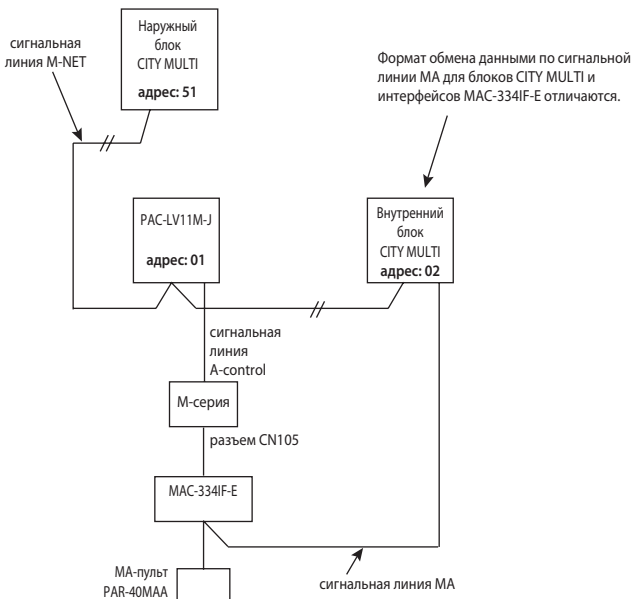 Наружный
блок
CITY MULTI
адрес: 51
сигнальная
линия M-NET
Формат обмена данными по сигнальной
линии MA для блоков CITY MULTI и
интерфейсов MAC-334IF-E отличаются.
PAC-LV11M-J
адрес: 01
Внутренний
блок
CITY MULTI
адрес: 02
сигнальная
линия
A-control
М-серия
разъем CN105
MAC-334IF-E
MA-пульт
PAR-40MAA
сигнальная линия MA